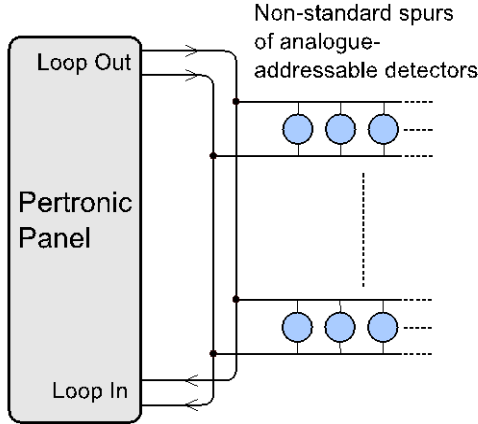 Non-standard spurs
of analogue-
addressable detectors
Loop Out
Pertronic
Panel
Loop In